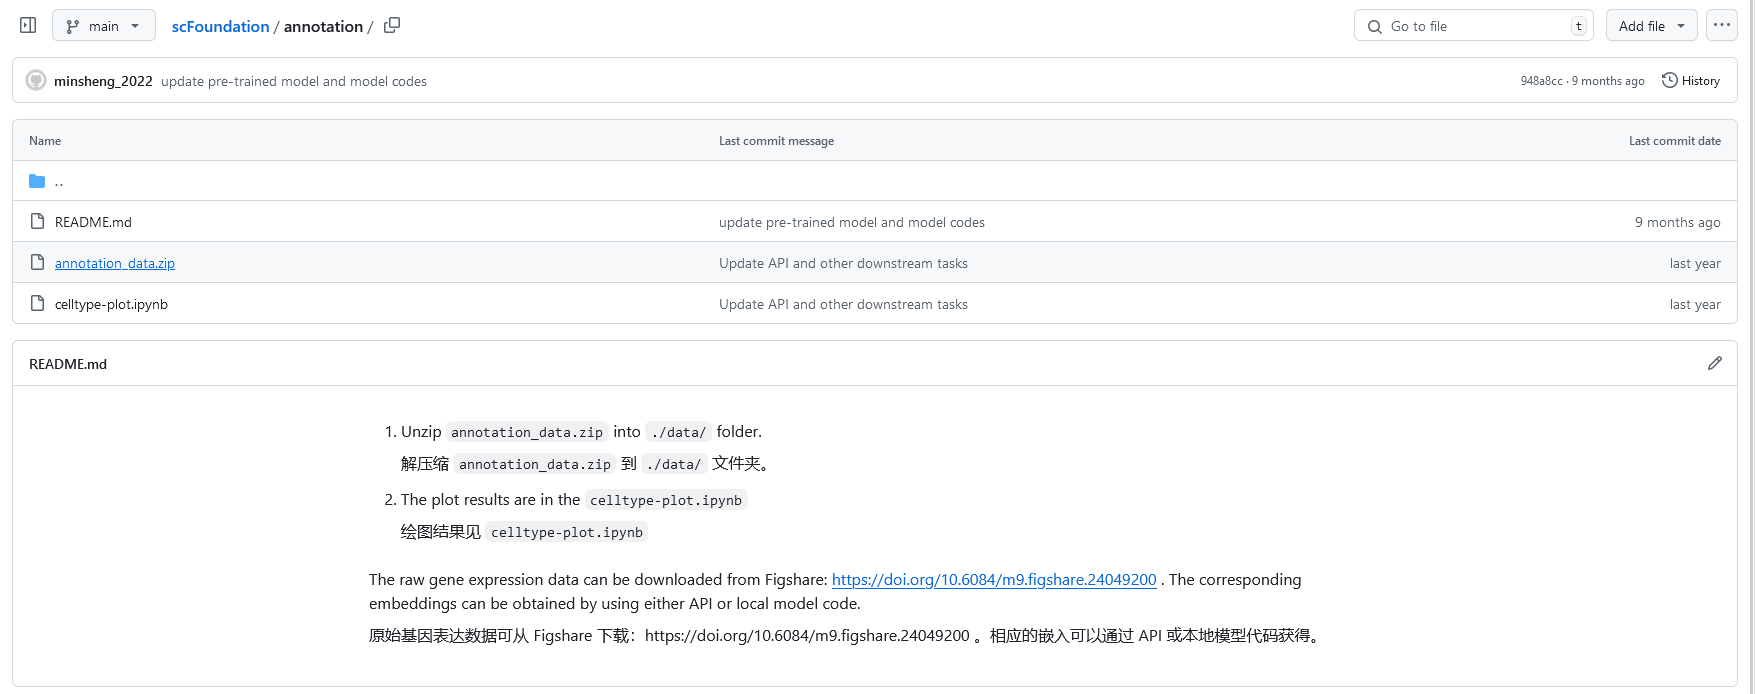 main
scFoundation / annotation /
Go to file
t
Add file
minsheng_2022 update pre-trained model and model codes
948a8cc · 9 months ago
History
Name Last commit message Last commit date
..
README.md update pre-trained model and model codes 9 months ago
annotation_data.zip Update API and other downstream tasks last year
celltype-plot.ipynb Update API and other downstream tasks last year
README.md
1. Unzip annotation_data.zip into ./data/ folder.
解压缩 annotation_data.zip 到 ./data/ 文件夹。
2. The plot results are in the celltype-plot.ipynb
绘图结果见 celltype-plot.ipynb
The raw gene expression data can be downloaded from Figshare: https://doi.org/10.6084/m9.figshare.24049200 . The corresponding
embeddings can be obtained by using either API or local model code.
原始基因表达数据可从 Figshare 下载：https://doi.org/10.6084/m9.figshare.24049200 。相应的嵌入可以通过 API 或本地模型代码获得。